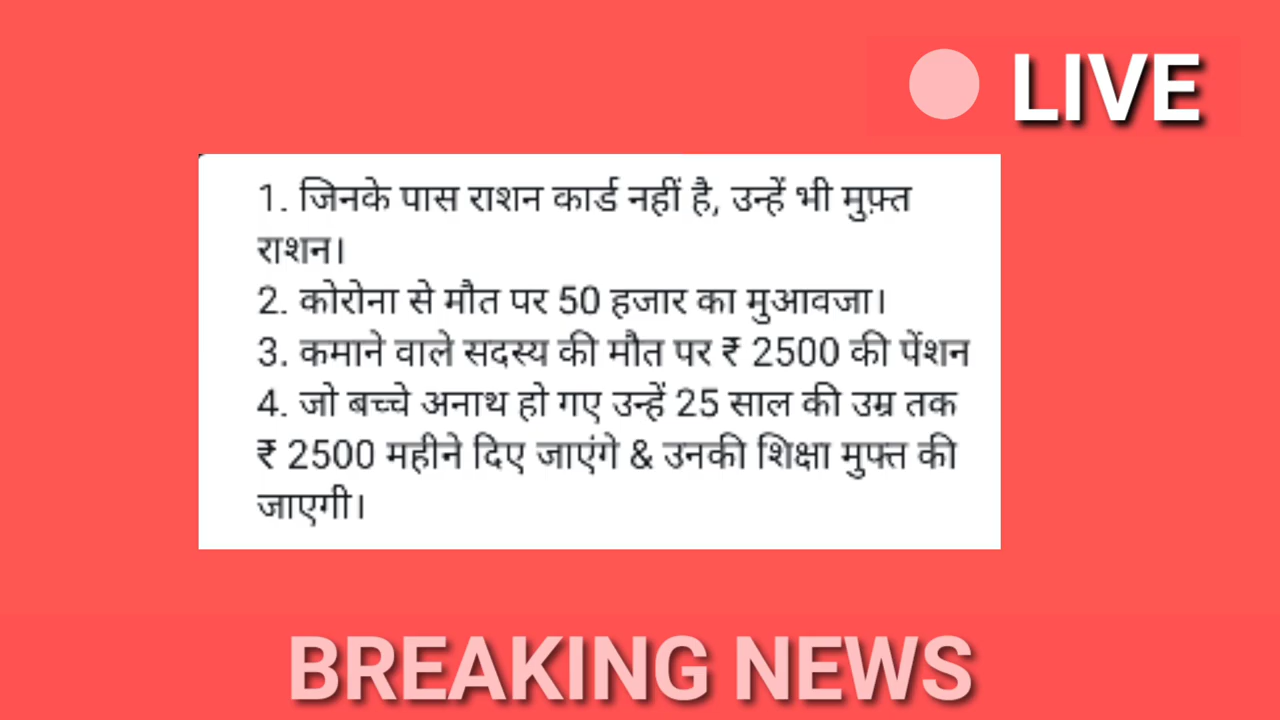 LIVE
1. जिनके पास राशन कार्ड नहीं है, उन्हें भी मुफ़्त
राशन।
2. कोरोना से मौत पर 50 हजार का मुआवजा।
3. कमाने वाले सदस्य की मौत पर ₹ 2500 की पेंशन
4. जो बच्चे अनाथ हो गए उन्हें 25 साल की उम्र तक
₹ 2500 महीने दिए जाएंगे & उनकी शिक्षा मुफ्त की
जाएगी।
BREAKING NEWS